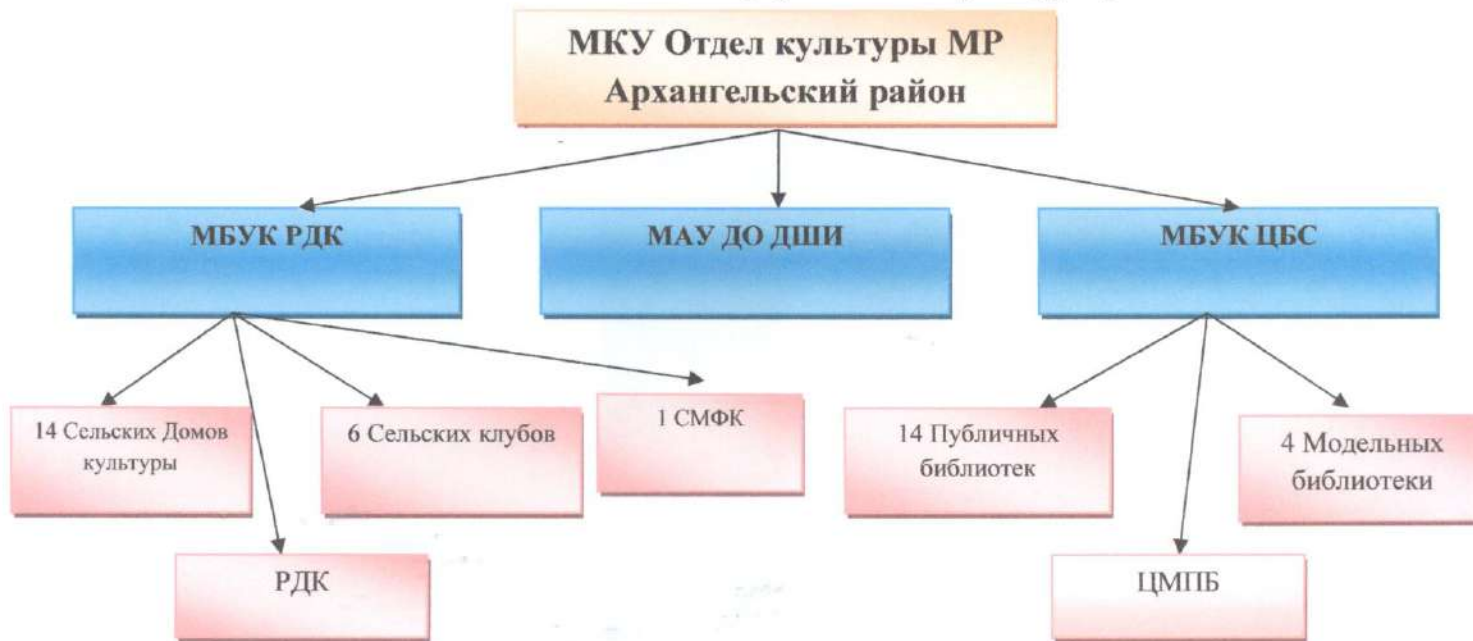 МКУ Отдел культуры МР
Архангельский район
МБУК РДК
МАУ ДО ДШИ
МБУК ЦБС
14 Сельских Домов
культуры
6 Сельских клубов
1 СМФК
14 Публичных
библиотек
4 Модельных
библиотеки
РДК
ЦМПБ